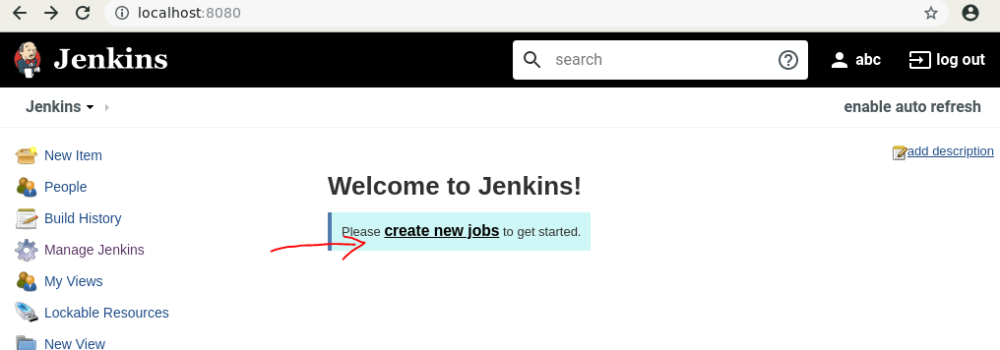 localhost:8080
Jenkins search abc log out
Jenkins enable auto refresh
add description
New Item
People
Build History
Manage Jenkins
My Views
Lockable Resources
New View
Welcome to Jenkins!
Please create new jobs to get started.